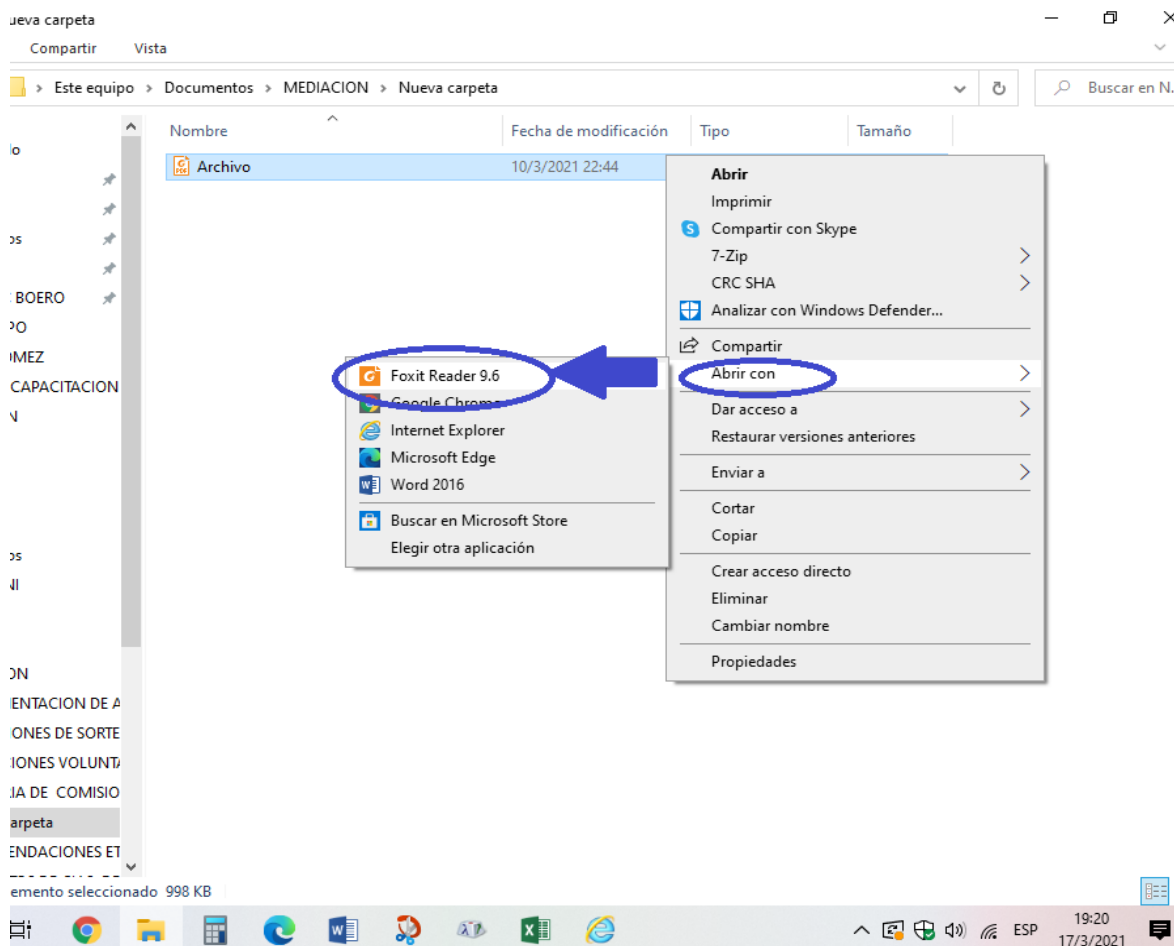 ueva carpeta
Compartir Vista
Este equipo > Documentos > MEDIACION > Nueva carpeta
Buscar en N.
Nombre Fecha de modificación Tipo Tamaño
Archivo 10/3/2021 22:44
Abrir
Imprimir
Compartir con Skype
7-Zip
CRC SHA
Analizar con Windows Defender...
Compartir
Abrir con
Dar acceso a
Restaurar versiones anteriores
Enviar a
Cortar
Copiar
Crear acceso directo
Eliminar
Cambiar nombre
Propiedades
Foxit Reader 9.6
Google Chrome
Internet Explorer
Microsoft Edge
Word 2016
Buscar en Microsoft Store
Elegir otra aplicación
lo
os
BOERO
PO
OMEZ
CAPACITACION
N
os
NI
ON
IENTACION DE A
IONES DE SORTE
IONES VOLUNTA
IA DE COMISIO
arpeta
ENDACIONES ET
emento seleccionado 998 KB
ESP
19:20
17/3/2021